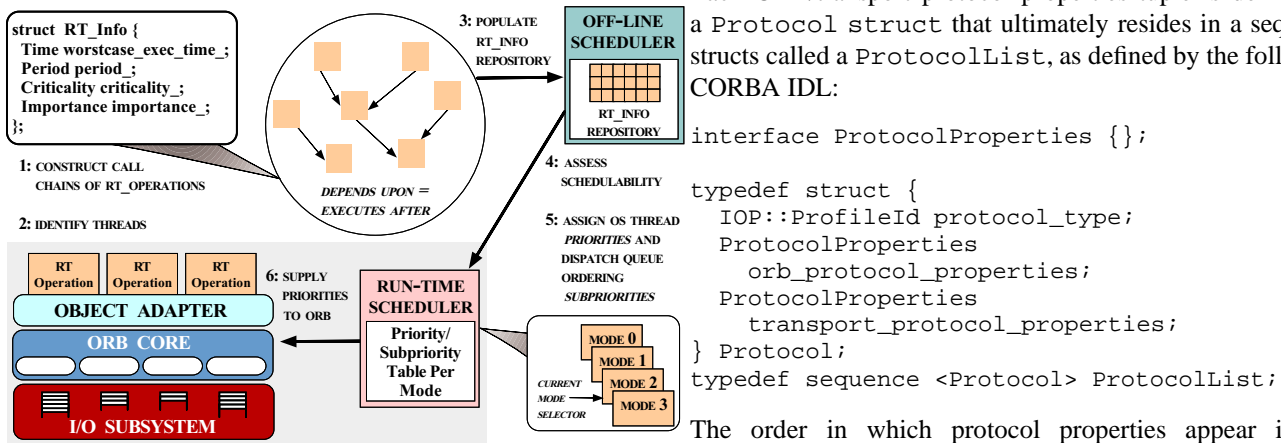 struct RT_Info {
Time worstcase_exec_time_;
Period period_;
Criticality criticality_;
Importance importance_;
};
1: CONSTRUCT CALL
CHAINS OF RT_OPERATIONS
2: IDENTIFY THREADS
DEPENDS UPON =
EXECUTES AFTER
3: POPULATE
RT_INFO
REPOSITORY
OFF-LINE
SCHEDULER
RT_INFO
REPOSITORY
4: ASSESS
SCHEDULABILITY
5: ASSIGN OS THREAD
PRIORITIES AND
DISPATCH QUEUE
ORDERING
SUBPRIORITIES
RT
Operation
RT
Operation
RT
Operation
OBJECT ADAPTER
ORB CORE
I/O SUBSYSTEM
6: SUPPLY
PRIORITIES
TO ORB
RUN-TIME
SCHEDULER
Priority/
Subpriority
Table Per
Mode
MODE 0
MODE 1
MODE 2
MODE 3
CURRENT
MODE
SELECTOR
a Protocol struct that ultimately resides in a seq
structs called a ProtocolList, as defined by the foll
CORBA IDL:
interface ProtocolProperties {};
typedef struct {
IOP::ProfileId protocol_type;
ProtocolProperties
orb_protocol_properties;
ProtocolProperties
transport_protocol_properties;
} Protocol;
typedef sequence <Protocol> ProtocolList;
The order in which protocol properties appear i